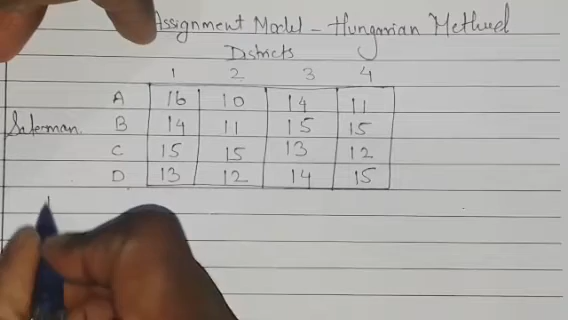 Assignment Model - Hungarian Method
Districts
1 2 3 4
A 16 10 14 11
Salesman. B 14 11 15 15
C 15 15 13 12
D 13 12 14 15